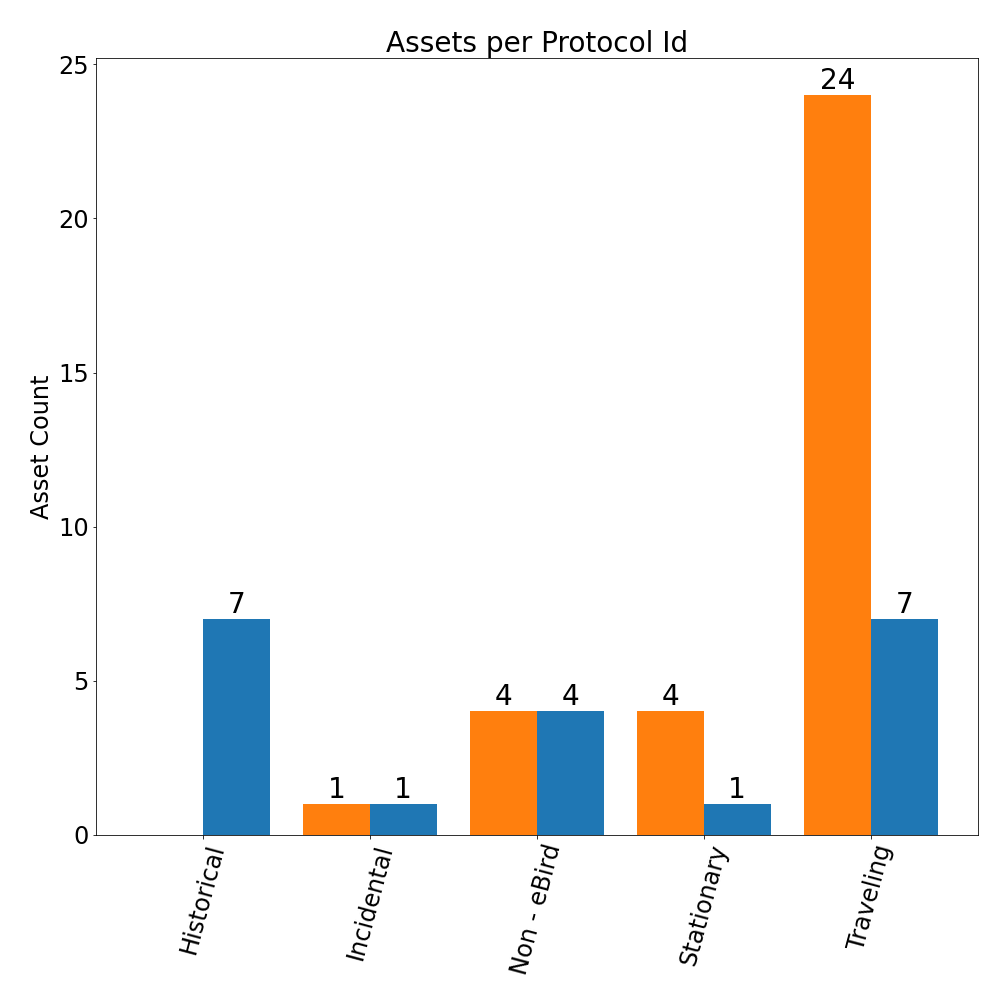 Assets per Protocol Id
25
20
15
10
5
0
Asset Count
7
1
1
4
4
4
1
24
7
Historical
Incidental
Non - eBird
Stationary
Traveling